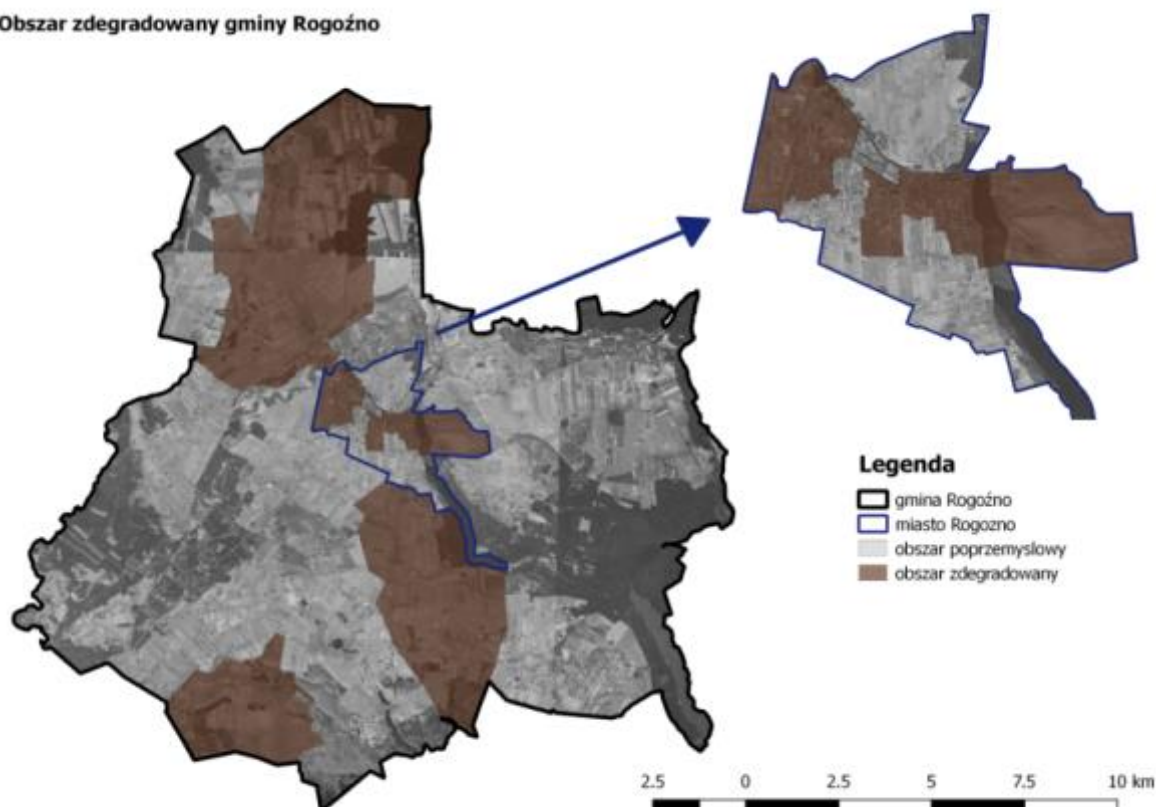 Obszar zdegradowany gminy Rogoźno
Legenda
gmina Rogoźno
miasto Rogozno
obszar poprzemyslowy
obszar zdegradowany
2.5 0 2.5 5 7.5 10 km